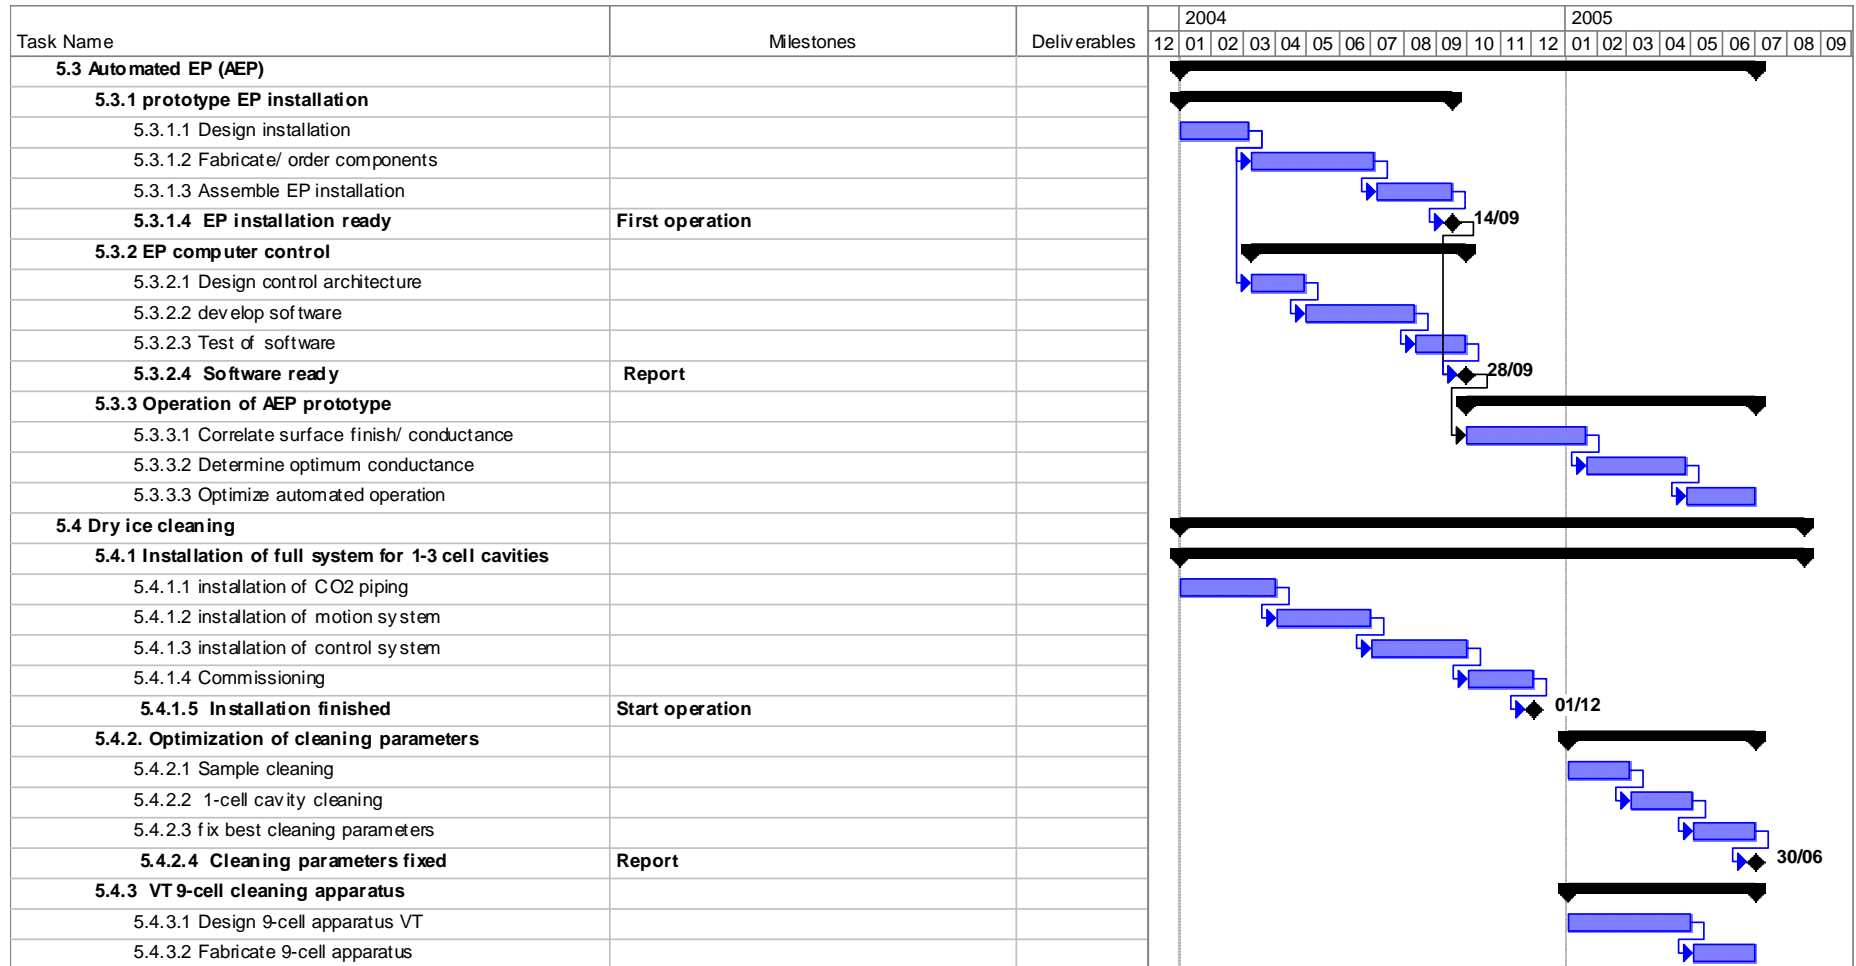 2004 2005
Task Name Milestones Deliverables 12 01 02 03 04 05 06 07 08 09 10 11 12 01 02 03 04 05 06 07 08 09
5.3 Automated EP (AEP)
5.3.1 prototype EP installation
5.3.1.1 Design installation
5.3.1.2 Fabricate/ order components
5.3.1.3 Assemble EP installation
5.3.1.4 EP installation ready First operation 14/09
5.3.2 EP computer control
5.3.2.1 Design control architecture
5.3.2.2 develop software
5.3.2.3 Test of software
5.3.2.4 Software ready Report 28/09
5.3.3 Operation of AEP prototype
5.3.3.1 Correlate surface finish/ conductance
5.3.3.2 Determine optimum conductance
5.3.3.3 Optimize automated operation
5.4 Dry ice cleaning
5.4.1 Installation of full system for 1-3 cell cavities
5.4.1.1 installation of CO2 piping
5.4.1.2 installation of motion system
5.4.1.3 installation of control system
5.4.1.4 Commissioning
5.4.1.5 Installation finished Start operation 01/12
5.4.2. Optimization of cleaning parameters
5.4.2.1 Sample cleaning
5.4.2.2 1-cell cavity cleaning
5.4.2.3 fix best cleaning parameters
5.4.2.4 Cleaning parameters fixed Report 30/06
5.4.3 VT 9-cell cleaning apparatus
5.4.3.1 Design 9-cell apparatus VT
5.4.3.2 Fabricate 9-cell apparatus